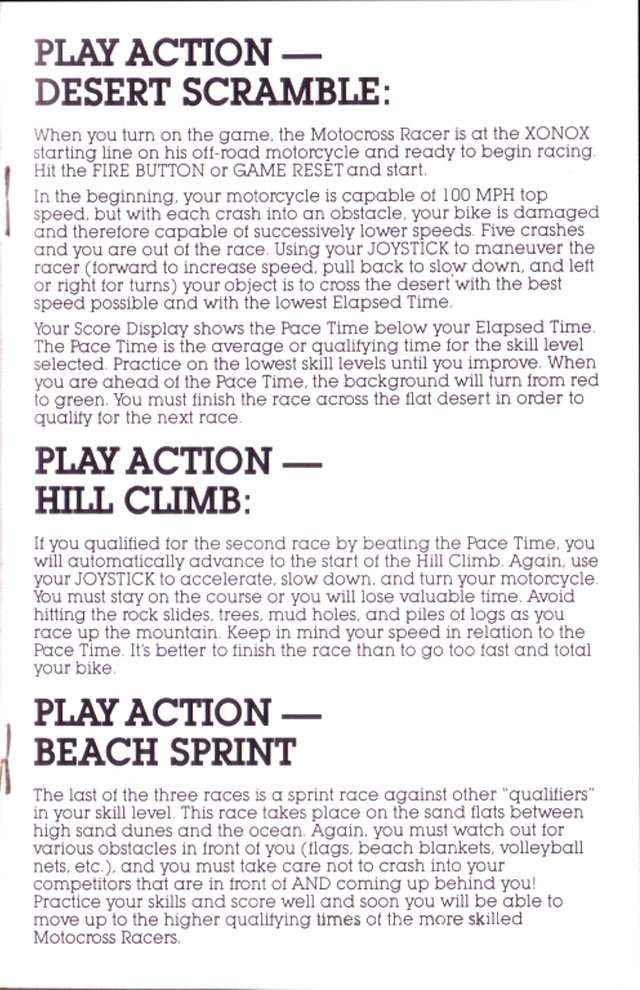 PLAY ACTION —
DESERT SCRAMBLE:
When you turn on the game, the Motocross Racer is at the XONOX
starting line on his off-road motorcycle and ready to begin racing.
Hit the FIRE BUTTON or GAME RESET and start.
In the beginning, your motorcycle is capable of 100 MPH top
speed, but with each crash into an obstacle, your bike is damaged
and therefore capable of successively lower speeds. Five crashes
and you are out of the race. Using your JOYSTICK to maneuver the
racer (forward to increase speed, pull back to slow down, and left
or right for turns) your object is to cross the desert with the best
speed possible and with the lowest Elapsed Time.
Your Score Display shows the Pace Time below your Elapsed Time.
The Pace Time is the average or qualifying time for the skill level
selected. Practice on the lowest skill levels until you improve. When
you are ahead of the Pace Time, the background will turn from red
to green. You must finish the race across the flat desert in order to
qualify for the next race.
PLAY ACTION —
HILL CLIMB:
If you qualified for the second race by beating the Pace Time, you
will automatically advance to the start of the Hill Climb. Again, use
your JOYSTICK to accelerate, slow down, and turn your motorcycle.
You must stay on the course or you will lose valuable time. Avoid
hitting the rock slides, trees, mud holes, and piles of logs as you
race up the mountain. Keep in mind your speed in relation to the
Pace Time. It's better to finish the race than to go too fast and total
your bike.
PLAY ACTION —
BEACH SPRINT
The last of the three races is a sprint race against other "qualifiers"
in your skill level. This race takes place on the sand flats between
high sand dunes and the ocean. Again, you must watch out for
various obstacles in front of you (flags, beach blankets, volleyball
nets, etc.), and you must take care not to crash into your
competitors that are in front of AND coming up behind you!
Practice your skills and score well and soon you will be able to
move up to the higher qualifying times of the more skilled
Motocross Racers.